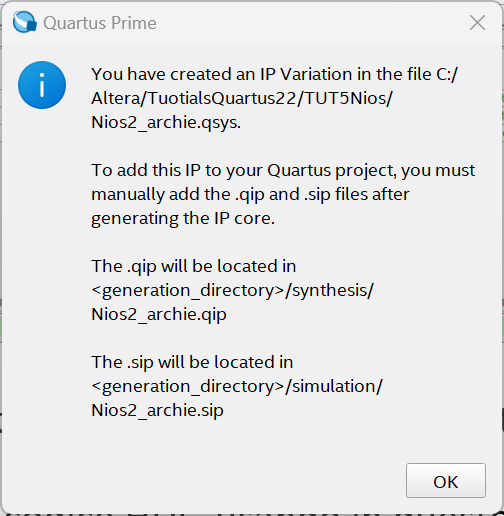 Quartus Prime
You have created an IP Variation in the file C:/
Altera/TuotialsQuartus22/TUT5Nios/
Nios2_archie.qsys.
To add this IP to your Quartus project, you must
manually add the .qip and .sip files after
generating the IP core.
The .qip will be located in
<generation_directory>/synthesis/
Nios2_archie.qip
The .sip will be located in
<generation_directory>/simulation/
Nios2_archie.sip
OK